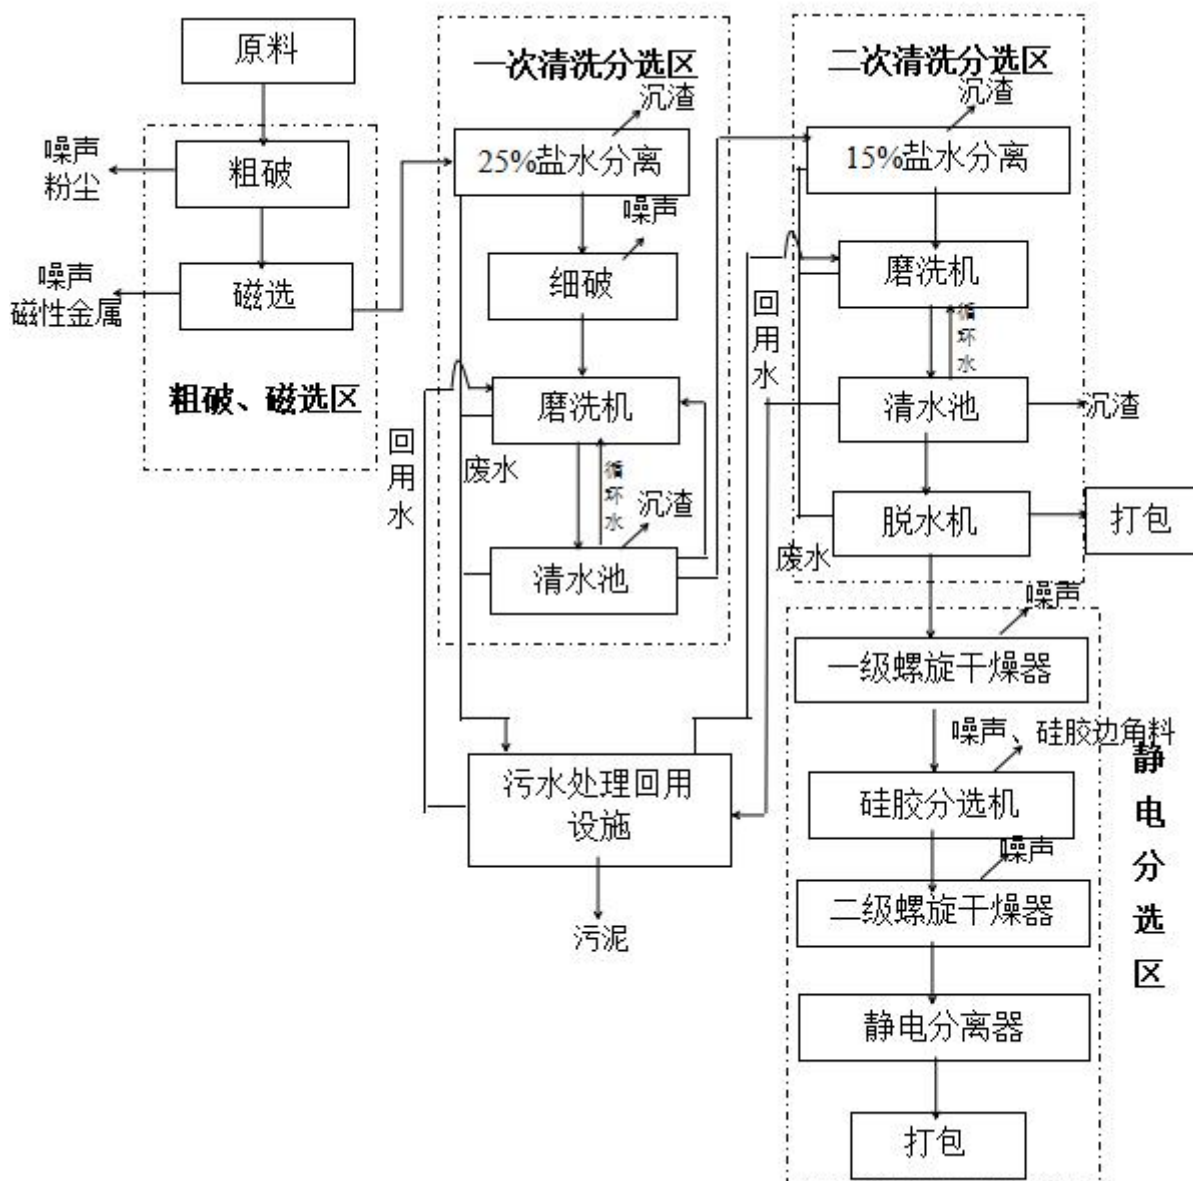 原料
粗破
噪声
粉尘
磁选
噪声
磁性金属
粗破、磁选区
一次清洗分选区
沉渣
25%盐水分离
噪声
细破
磨洗机
回用水
废水
循环水
沉渣
清水池
二次清洗分选区
沉渣
15%盐水分离
磨洗机
回用水
循环水
清水池
沉渣
脱水机
废水
打包
噪声
一级螺旋干燥器
噪声、硅胶边角料
硅胶分选机
噪声
二级螺旋干燥器
静电分离器
打包
静电分选区
污水处理回用
设施
污泥